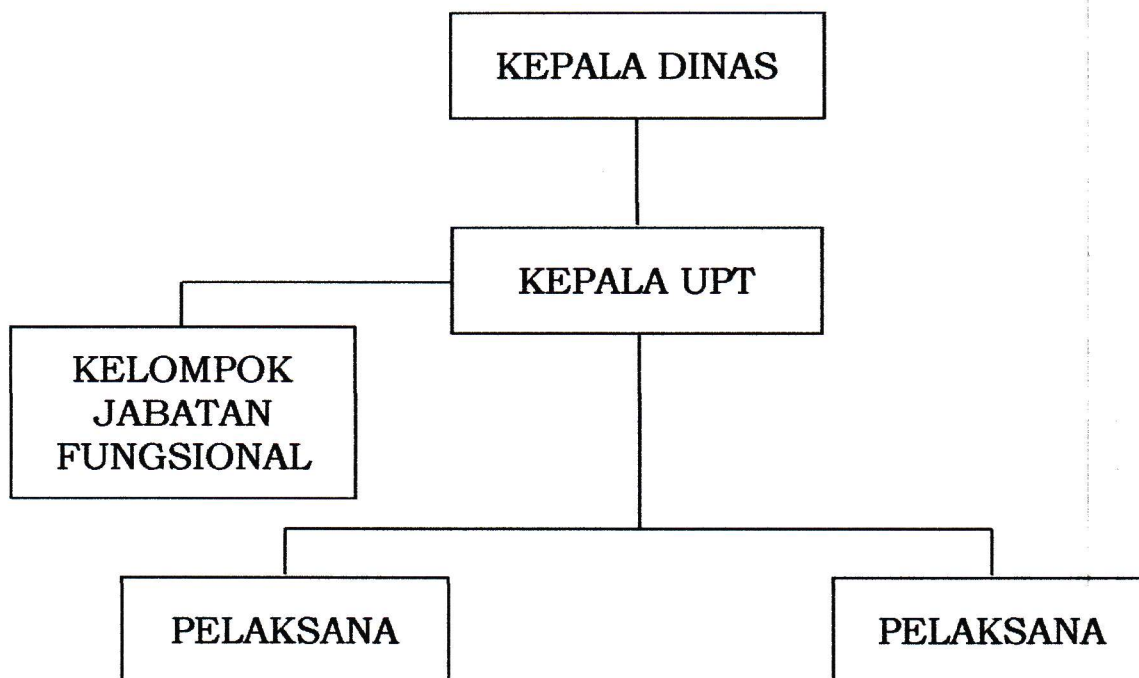 KEPALA DINAS
KEPALA UPT
KELOMPOK
JABATAN
FUNGSIONAL
PELAKSANA
PELAKSANA